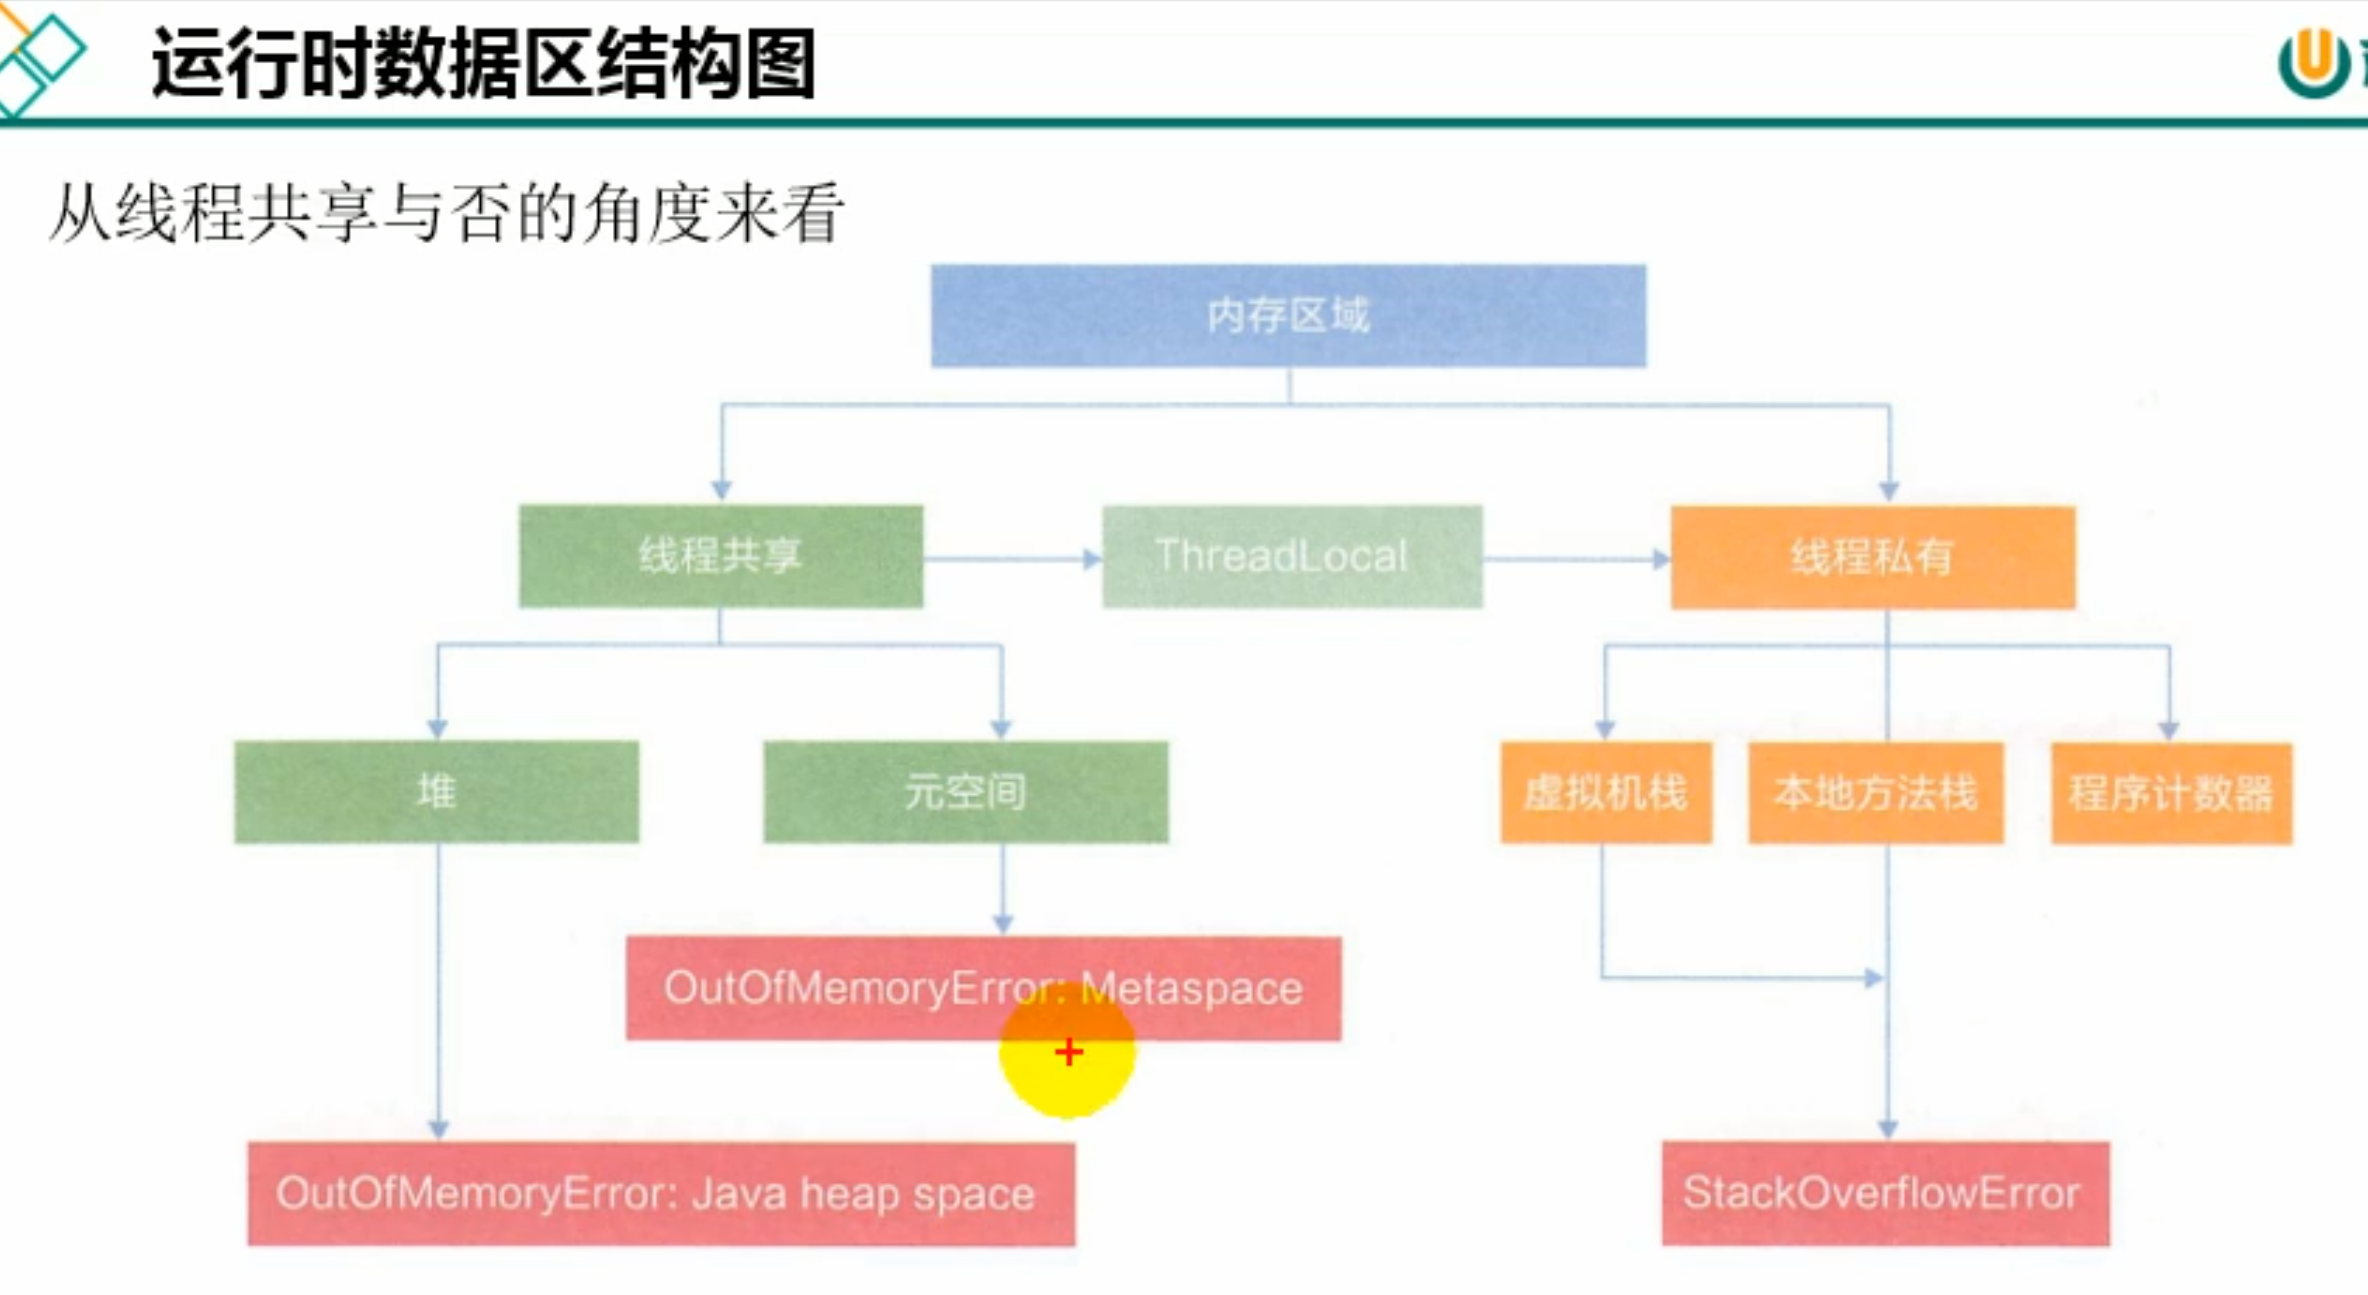 运行时数据区结构图
从线程共享与否的角度来看
内存区域
线程共享
ThreadLocal
线程私有
堆
元空间
虚拟机栈
本地方法栈
程序计数器
OutOfMemoryError: Metaspace
OutOfMemoryError: Java heap space
StackOverflowError